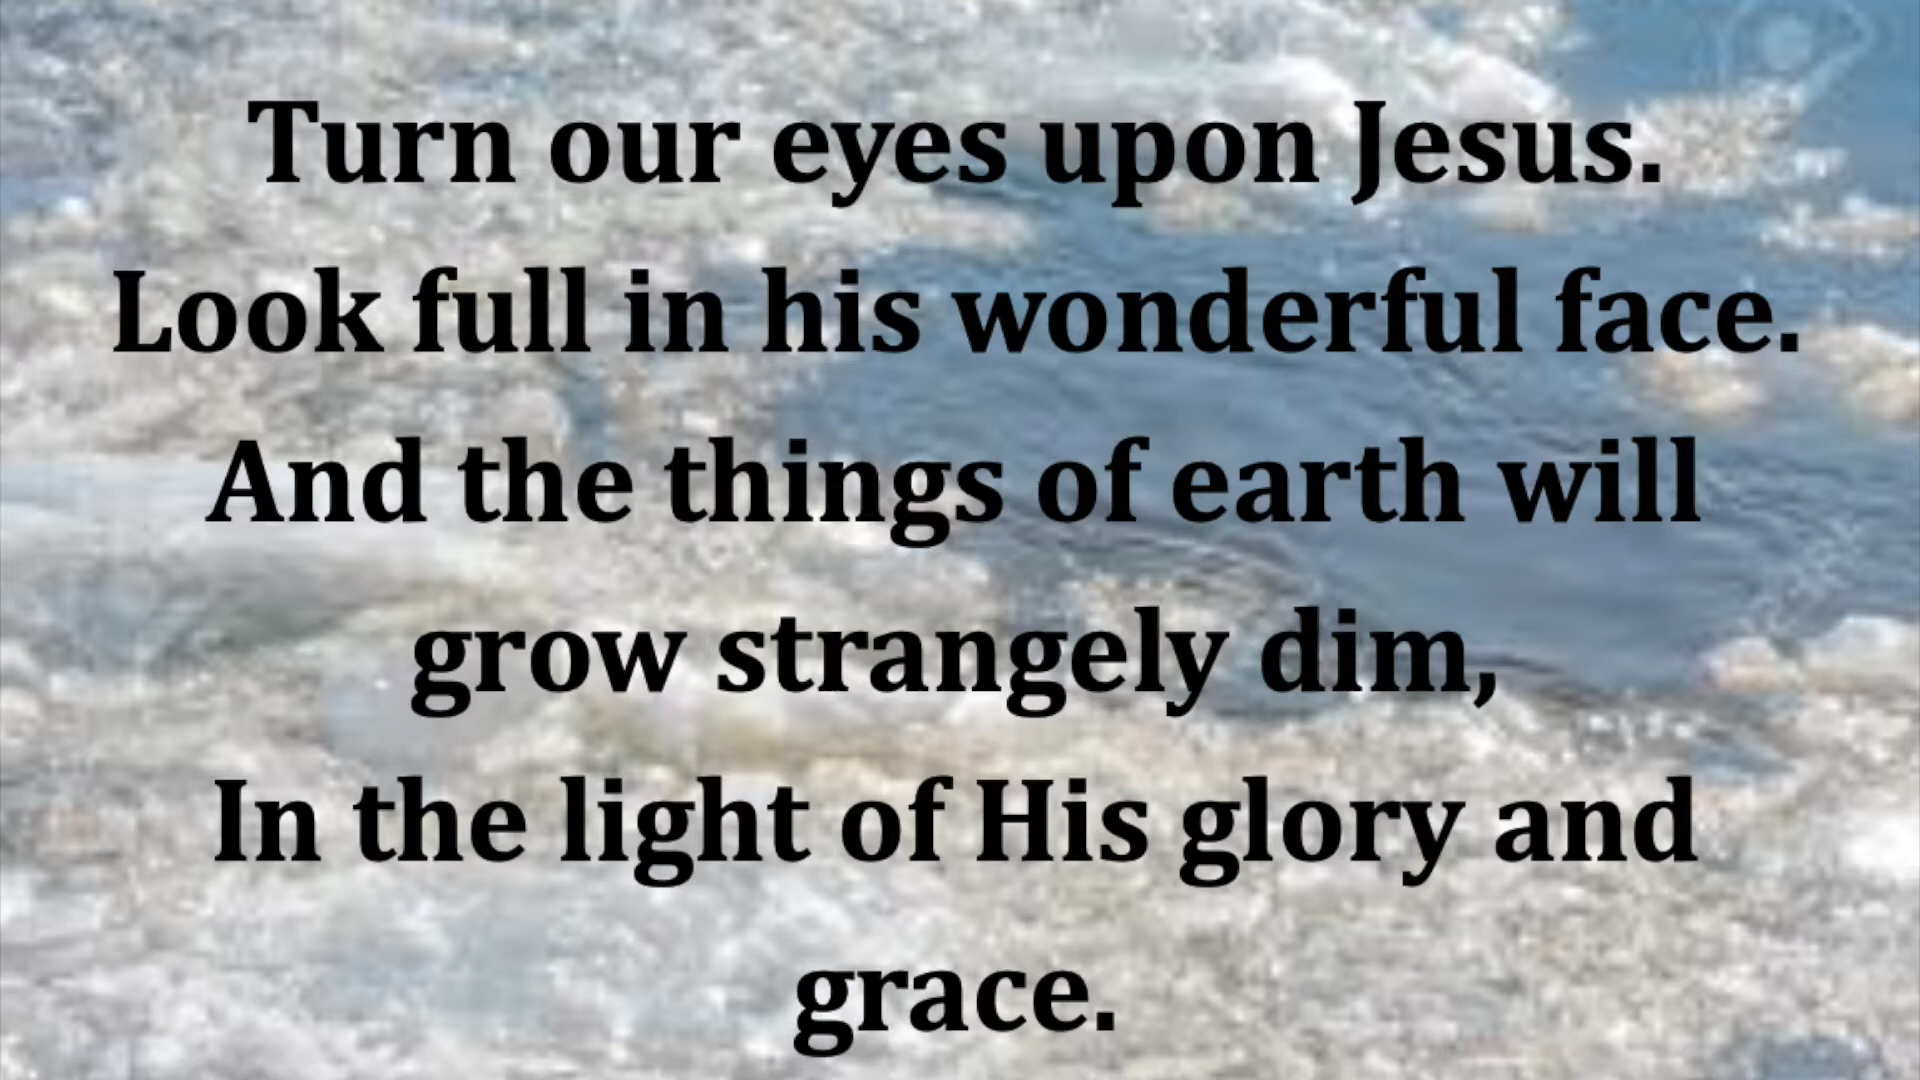 Turn our eyes upon Jesus.
Look full in his wonderful face.
And the things of earth will
grow strangely dim,
In the light of His glory and
grace.